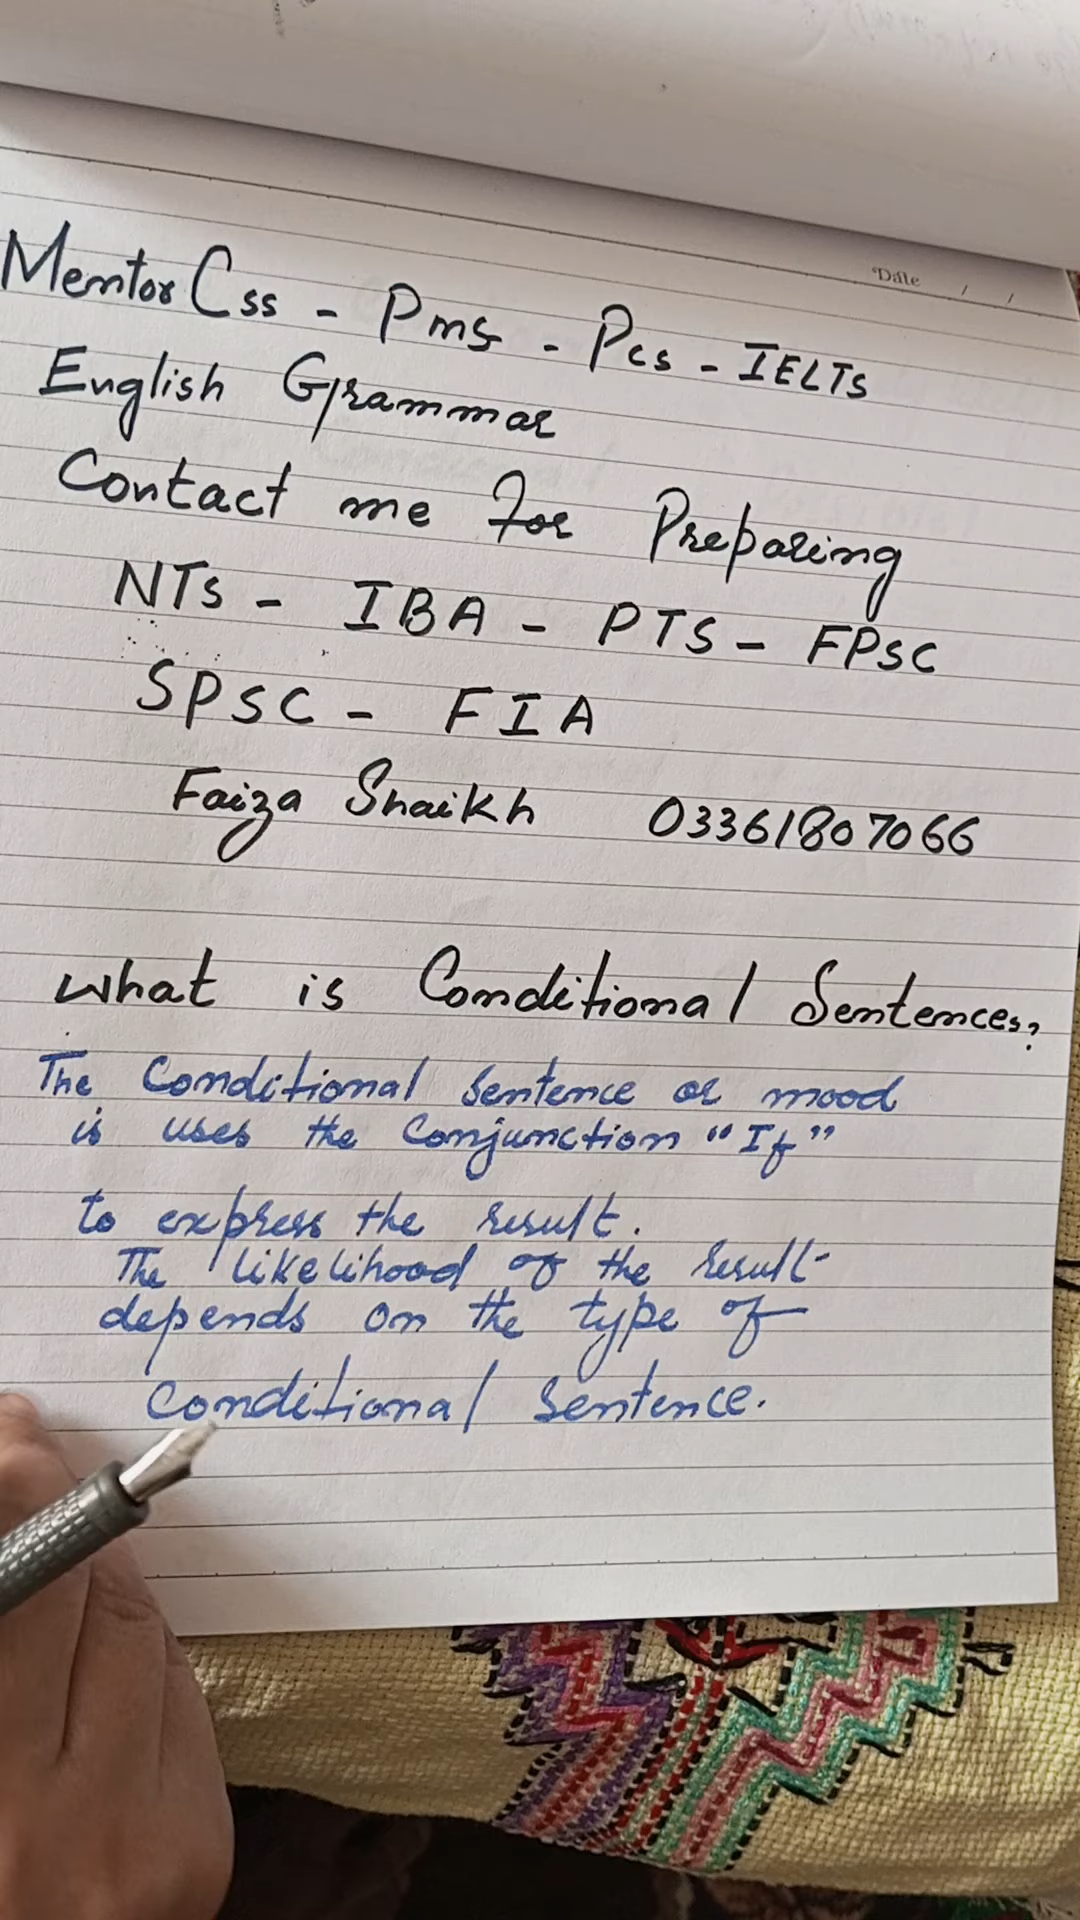 Date / /
Mentor Css - Pms - Pcs - IELTS
English Grammar
Contact me For Preparing
NTs - IBA - PTS - FPSC
SPSC - FIA
Faiza Shaikh 03361807066
what is Conditional Sentences?
The Conditional Sentence or mood
is uses the Conjunction "If"
to express the result.
The likelihood of the result
depends on the type of
conditional sentence.